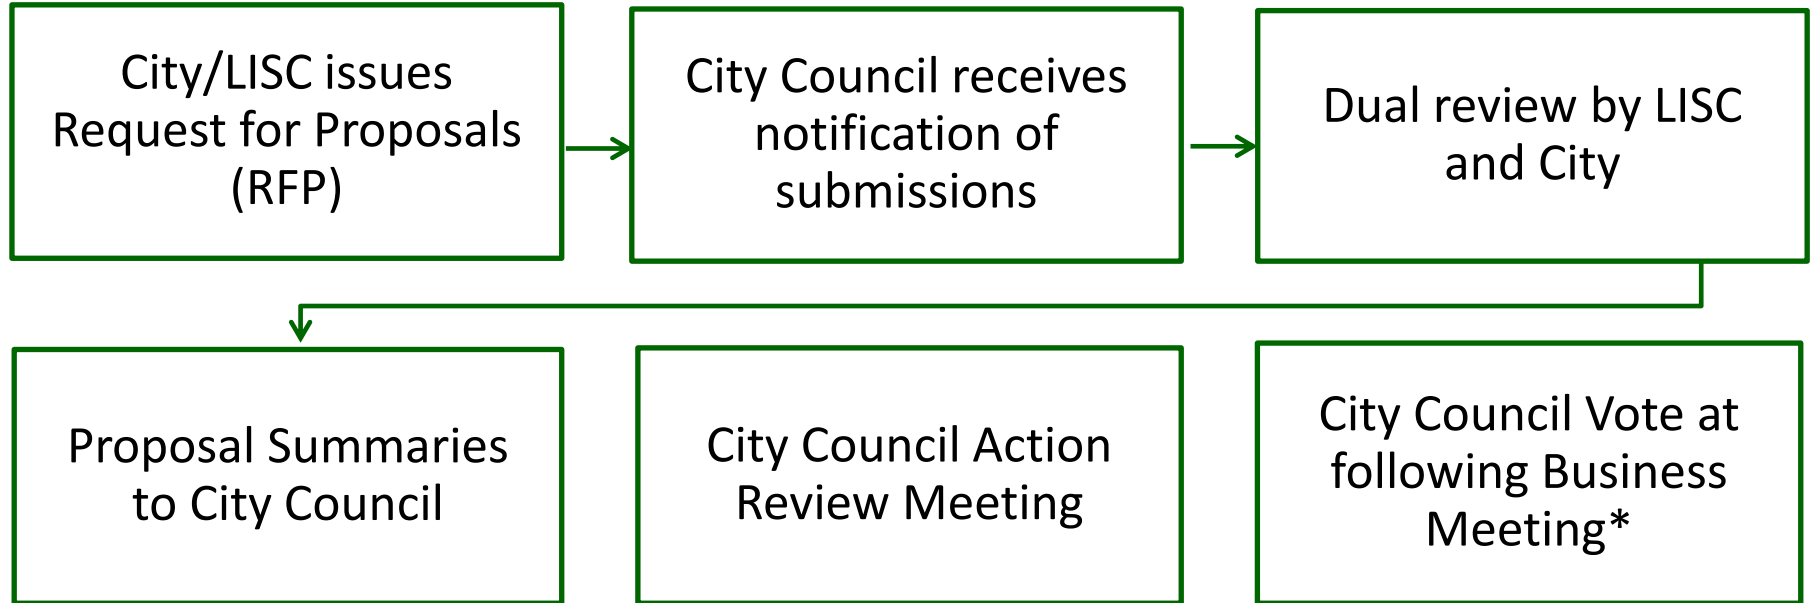 City/LISC issues
Request for Proposals
(RFP)
City Council receives
notification of
submissions
Dual review by LISC
and City
Proposal Summaries
to City Council
City Council Action
Review Meeting
City Council Vote at
following Business
Meeting*